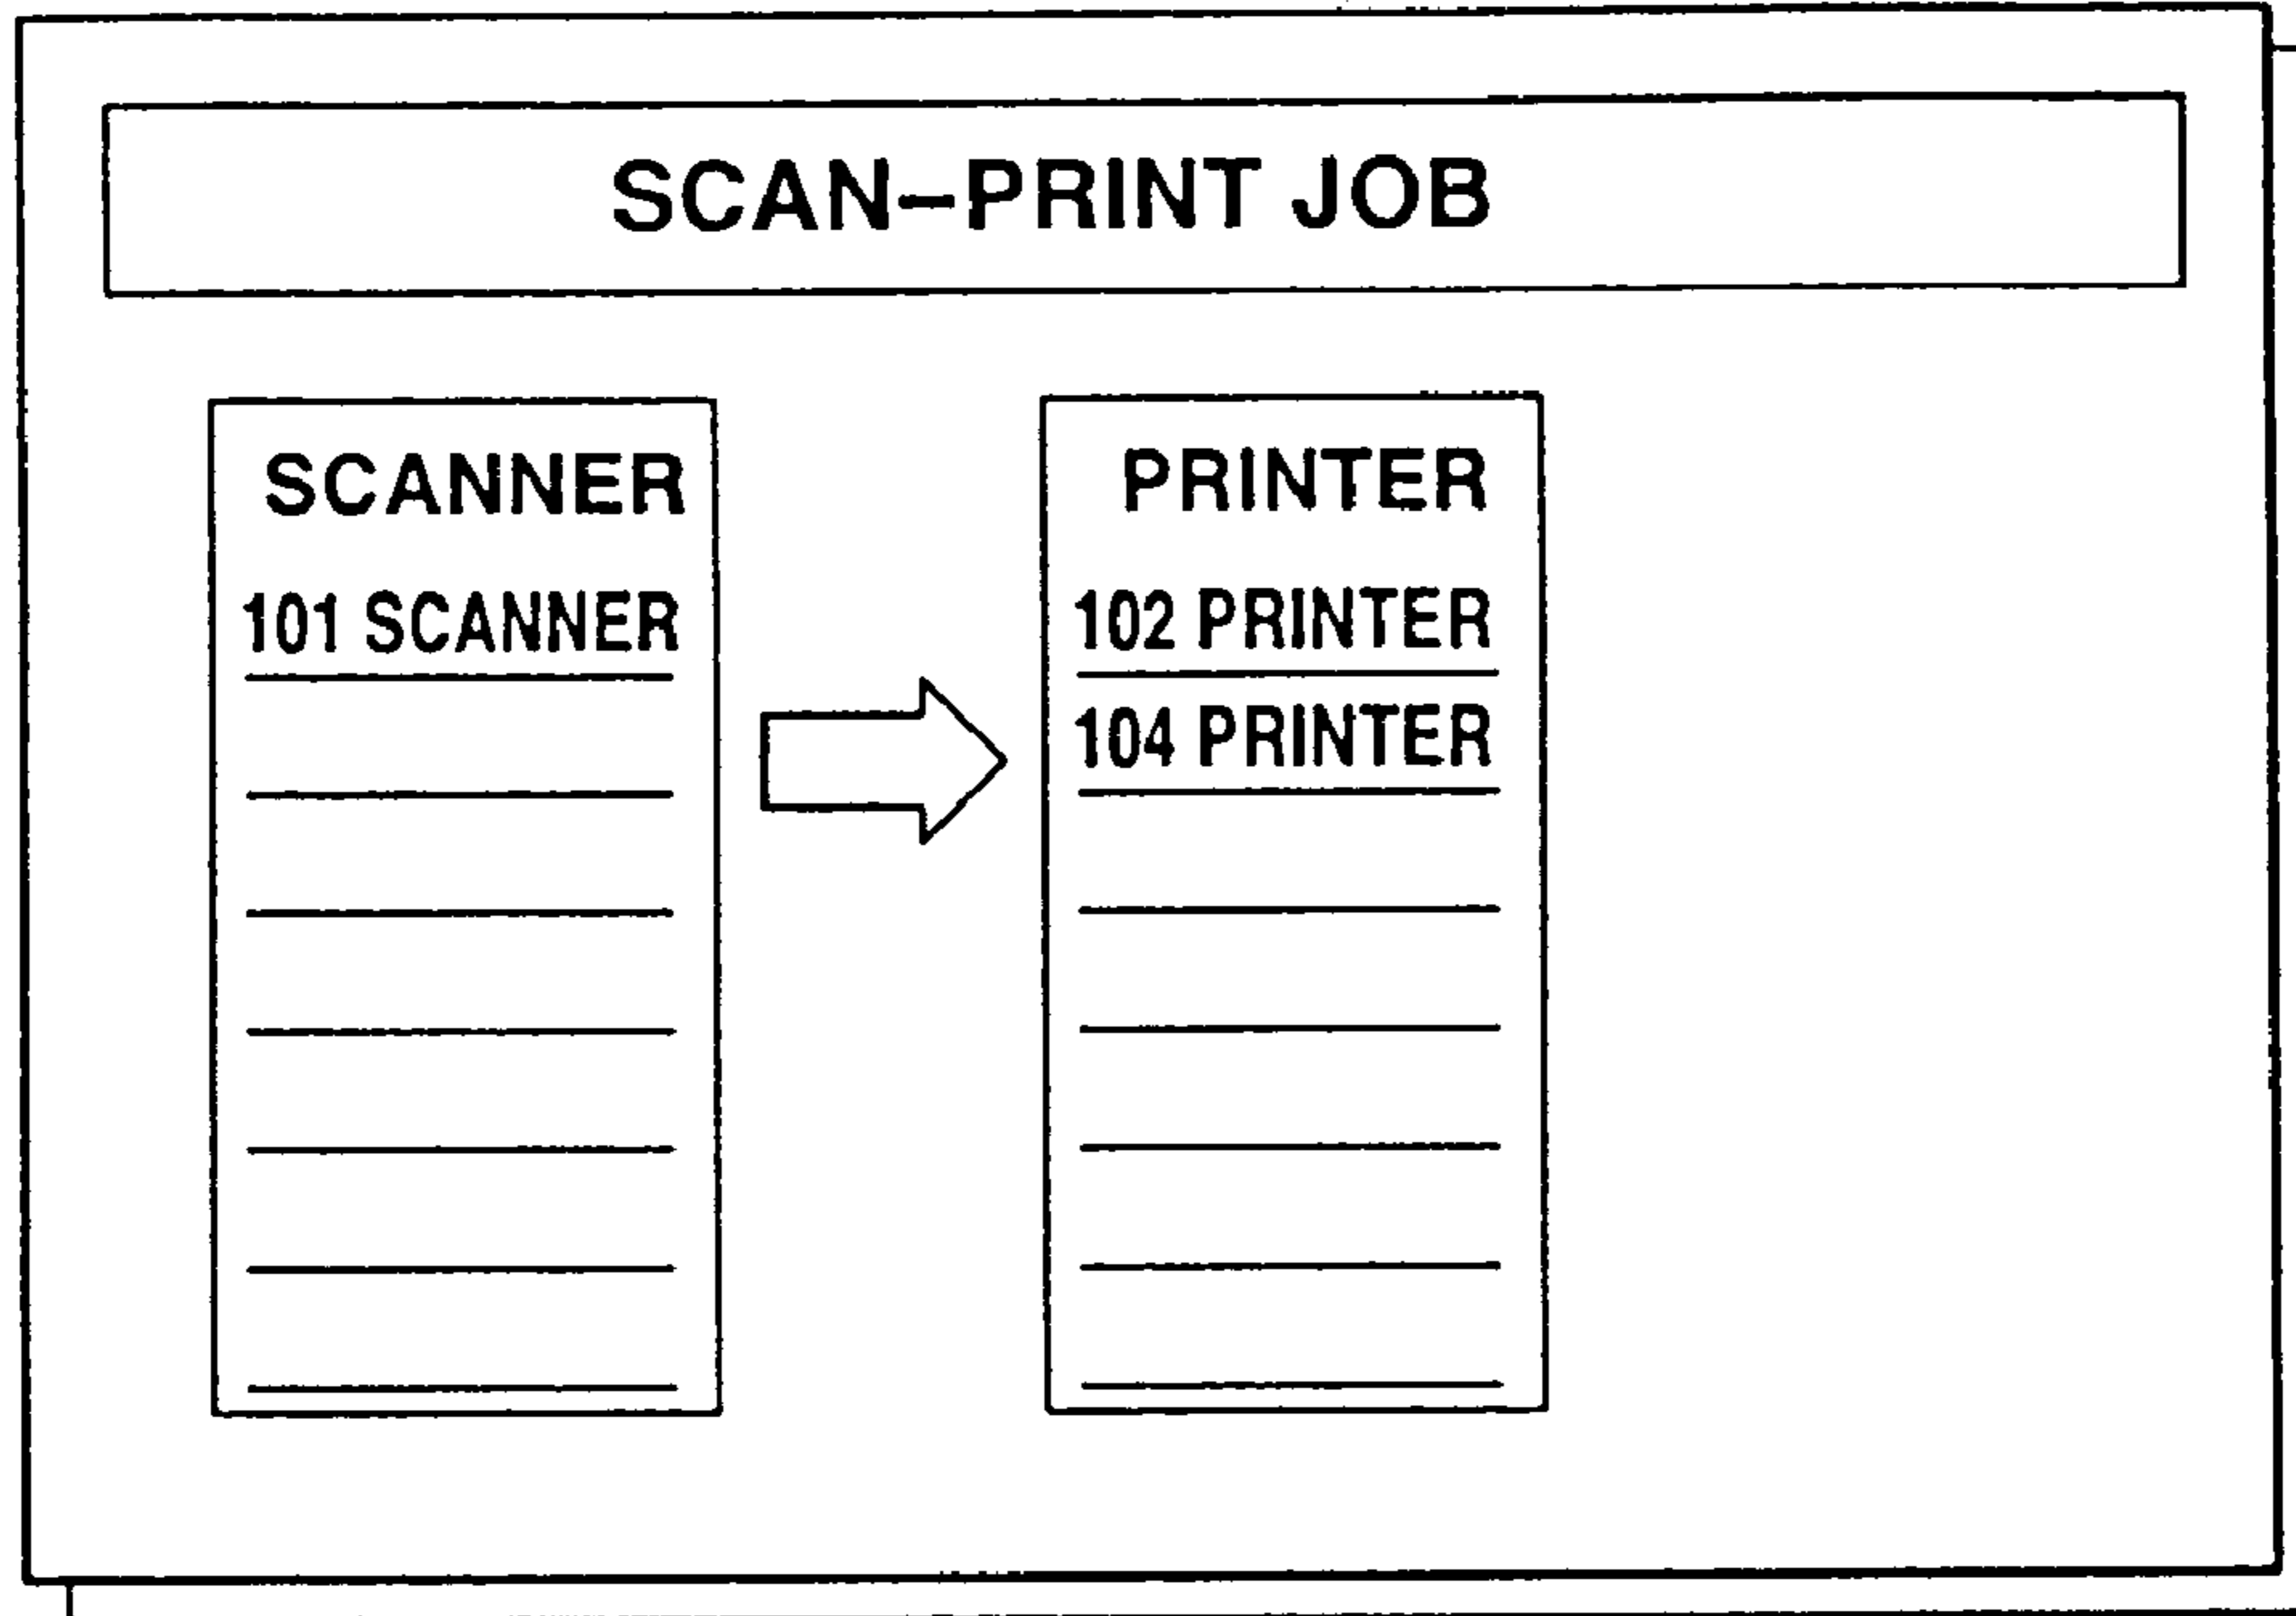 SCAN–PRINT JOB
SCANNER
101 SCANNER
PRINTER
102 PRINTER
104 PRINTER